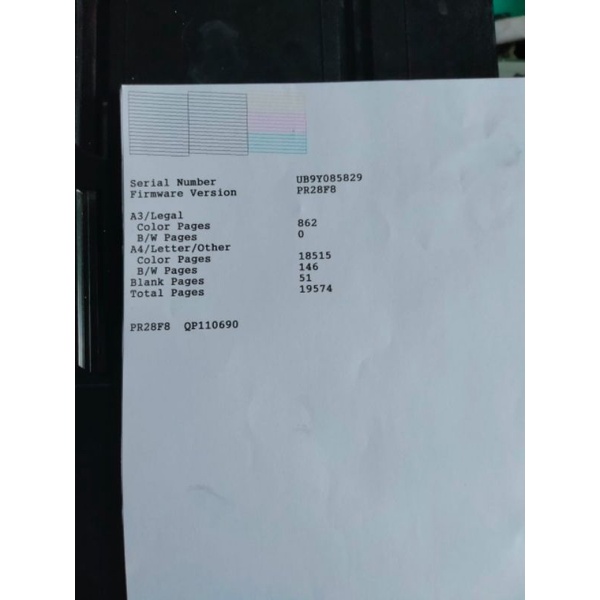 Serial Number UB9Y085829
Firmware Version PR28F8
A3/Legal
Color Pages 862
B/W Pages 0
A4/Letter/Other
Color Pages 18515
B/W Pages 146
Blank Pages 51
Total Pages 19574
PR28F8 QP110690